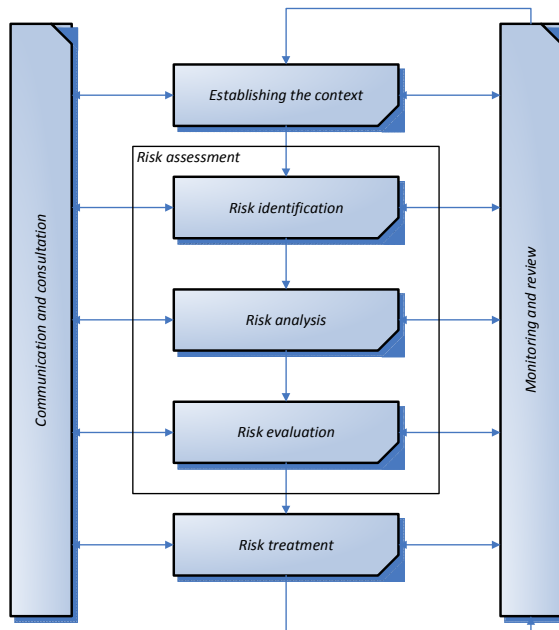 Establishing the context
Risk assessment
Risk identification
Risk analysis
Risk evaluation
Risk treatment
Communication and consultation
Monitoring and review